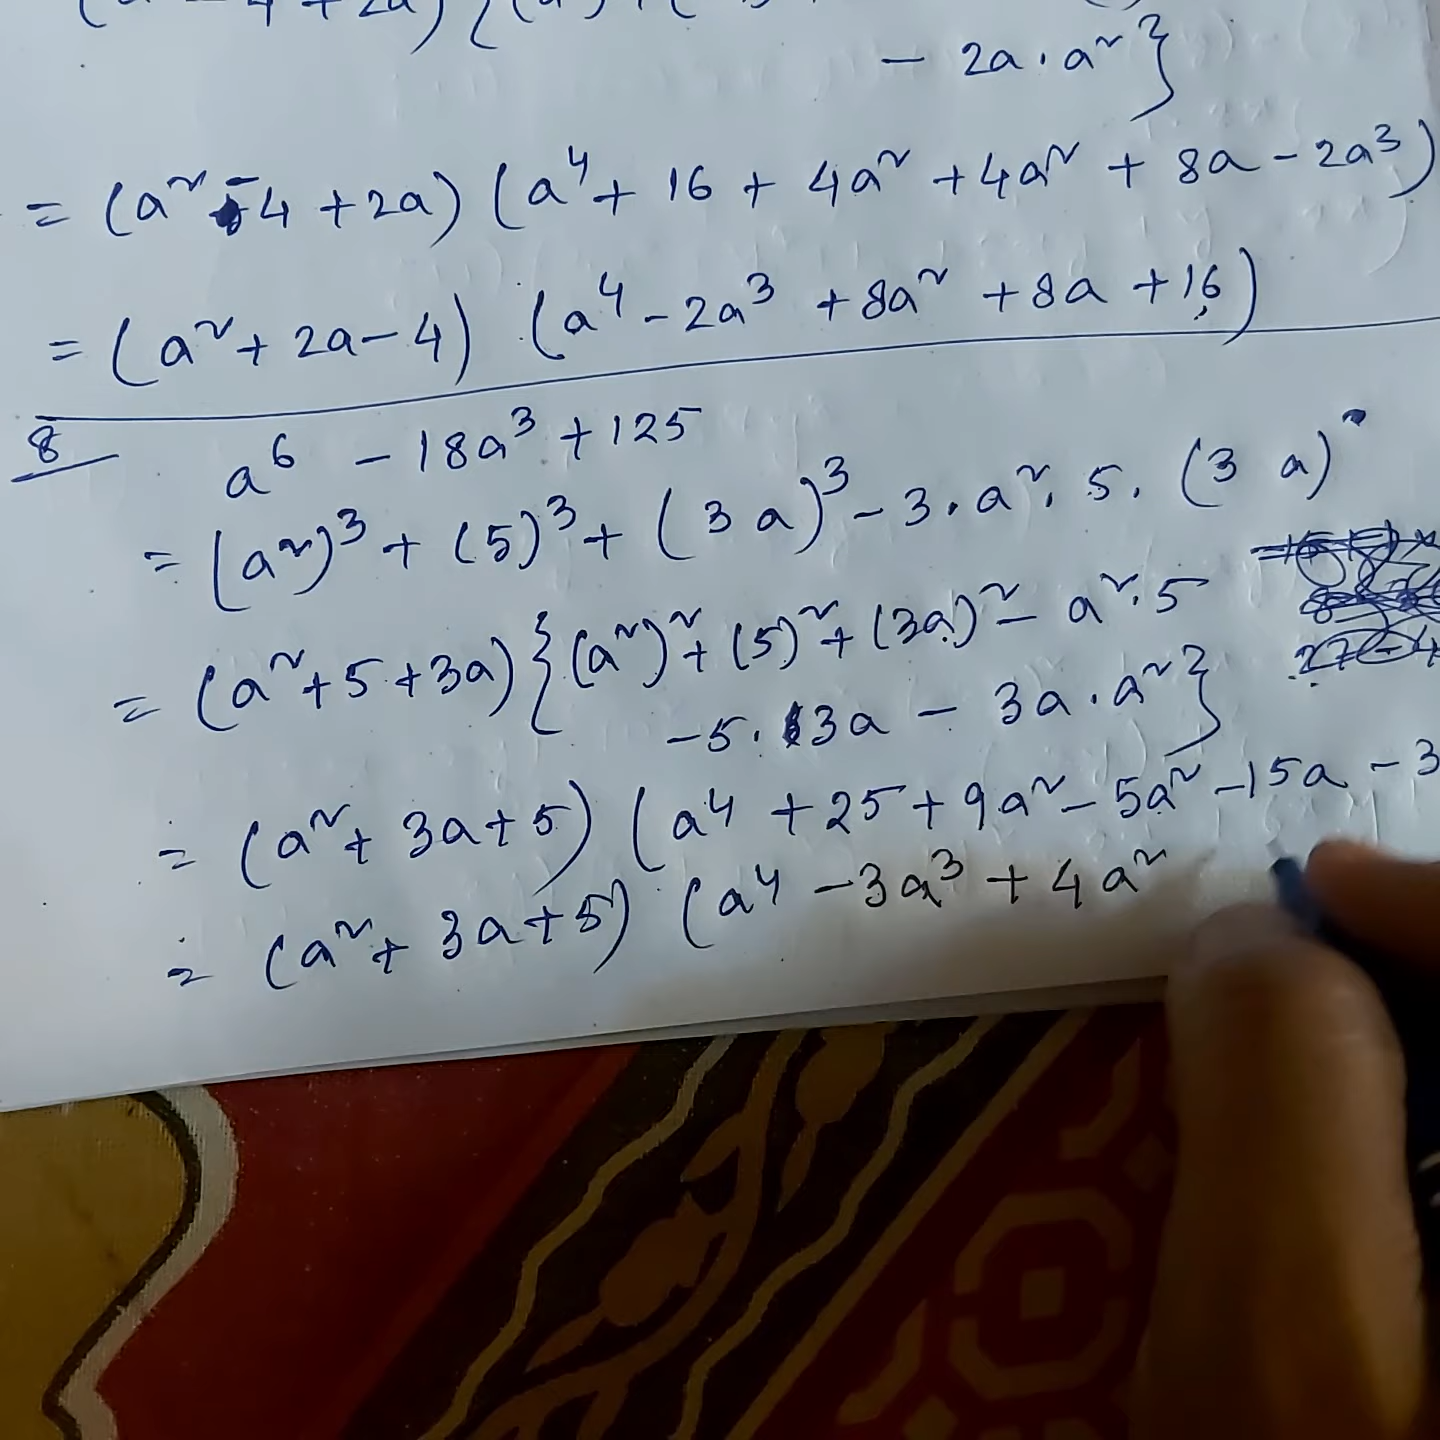 - 2a . a²}
= (a² - 4 + 2a) (a⁴ + 16 + 4a² + 4a² + 8a - 2a³)
= (a² + 2a - 4) (a⁴ - 2a³ + 8a² + 8a + 16)
8
a⁶ - 18a³ + 125
= (a²)³ + (5)³ + (3a)³ - 3 . a² . 5 . (3a)
= (a² + 5 + 3a) {(a²)² + (5)² + (3a)² - a² . 5
- 5 . 3a - 3a . a²}
= (a² + 3a + 5) (a⁴ + 25 + 9a² - 5a² - 15a - 3
= (a² + 3a + 5) (a⁴ - 3a³ + 4a²